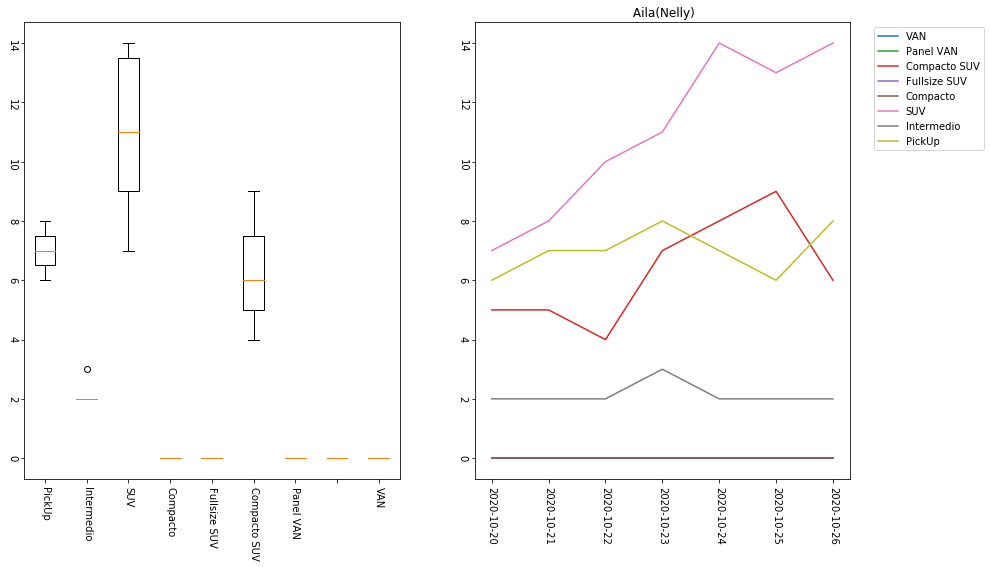 14
12
10
8
6
4
2
0
PickUp
Intermedio
SUV
Compacto
Fullsize SUV
Compacto SUV
Panel VAN
VAN
Aila(Nelly)
14
12
10
8
6
4
2
0
2020-10-20
2020-10-21
2020-10-22
2020-10-23
2020-10-24
2020-10-25
2020-10-26
VAN
Panel VAN
Compacto SUV
Fullsize SUV
Compacto
SUV
Intermedio
PickUp